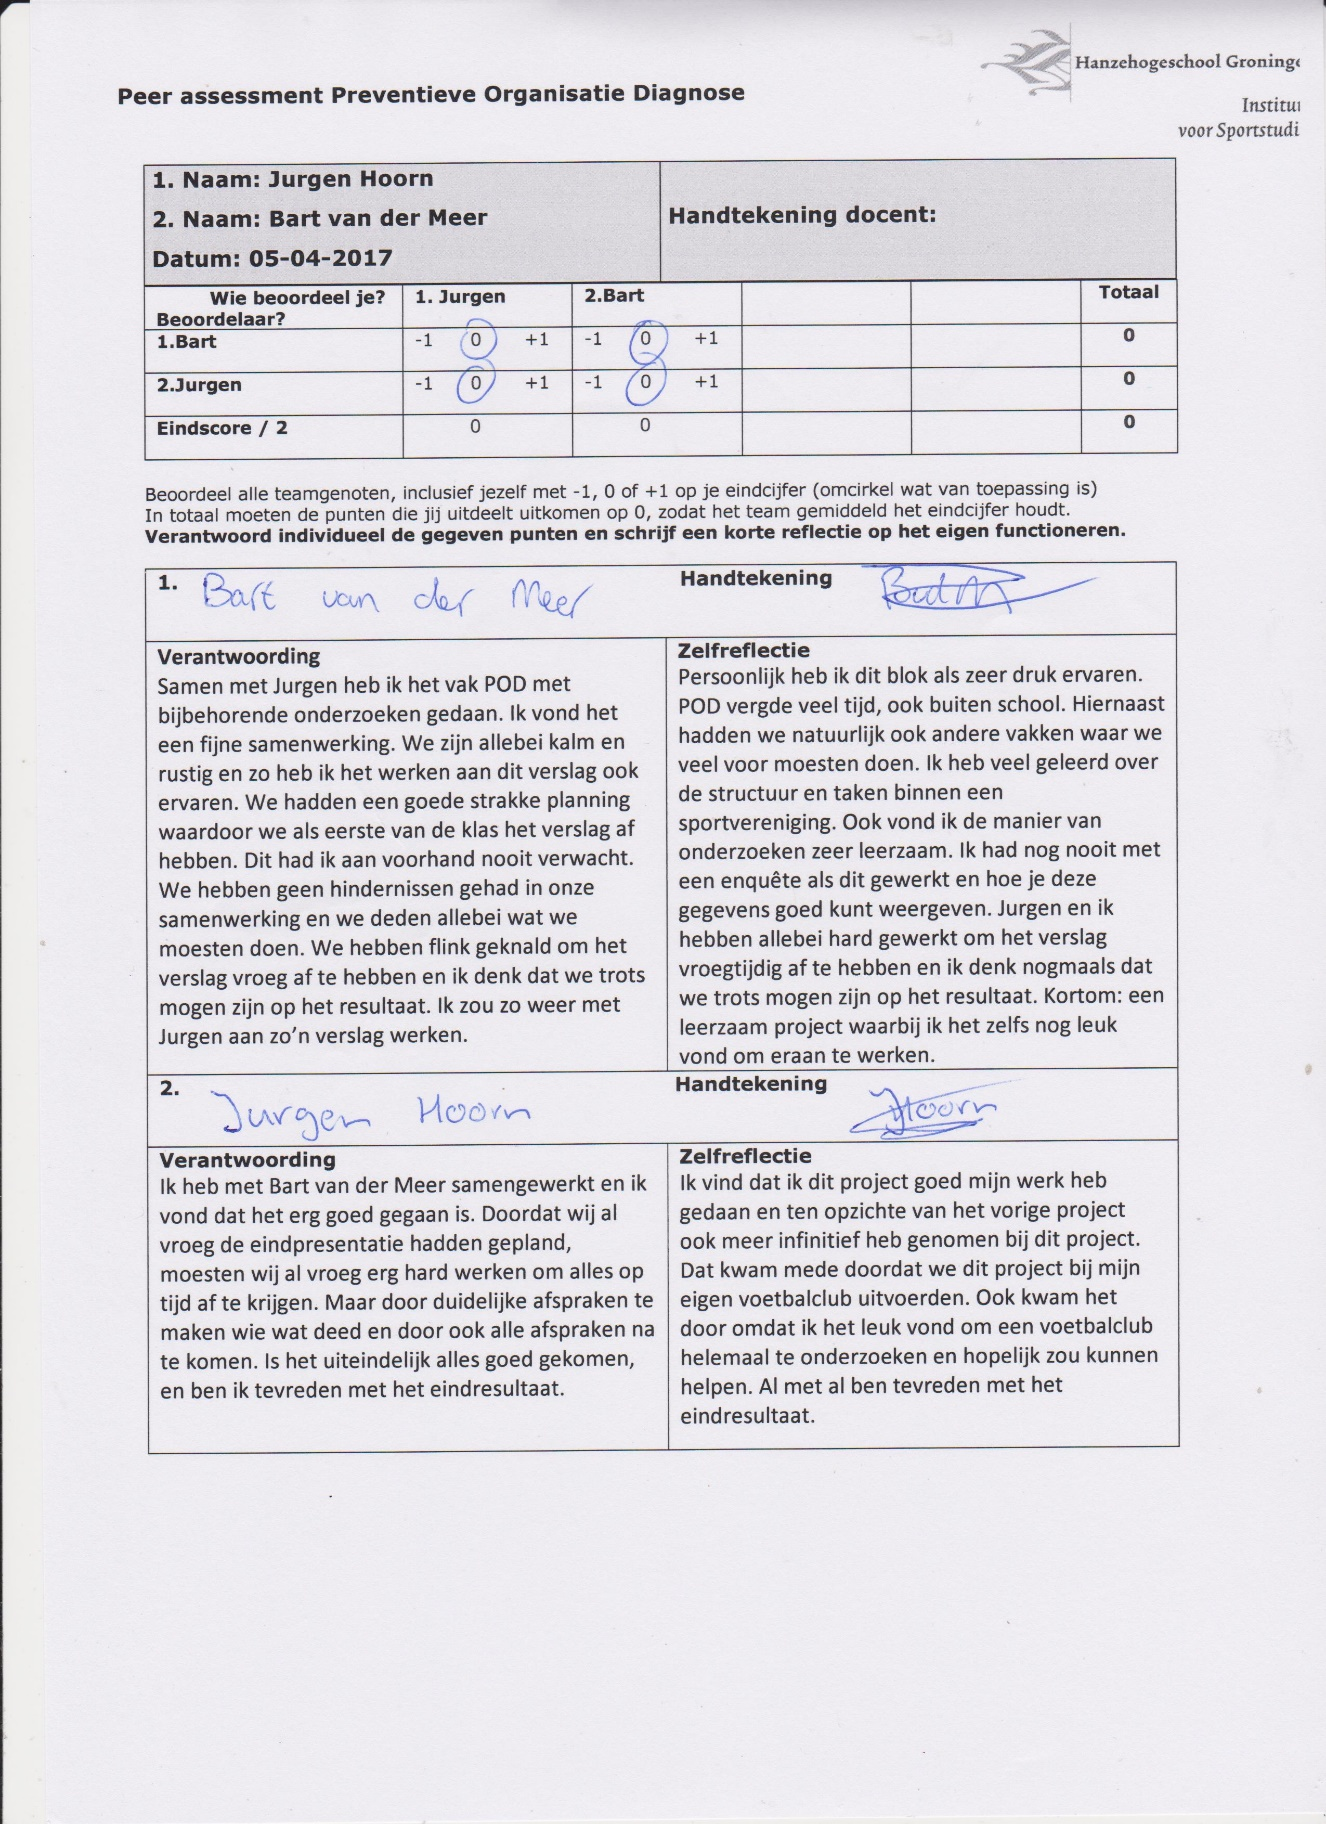 Hanzehogeschool Groninge
Peer assessment Preventieve Organisatie Diagnose
Institu
voor Sportstudi
1. Naam: Jurgen Hoorn
2. Naam: Bart van der Meer
Handtekening docent:
Datum: 05-04-2017
Wie beoordeel je? 1. Jurgen 2.Bart Totaal
Beoordelaar?
1.Bart -1 0 +1 -1 0 +1 0
2.Jurgen -1 0 +1 -1 0 +1 0
Eindscore / 2 0 0 0
Beoordeel alle teamgenoten, inclusief jezelf met -1, 0 of +1 op je eindcijfer (omcirkel wat van toepassing is)
In totaal moeten de punten die jij uitdeelt uitkomen op 0, zodat het team gemiddeld het eindcijfer houdt.
Verantwoord individueel de gegeven punten en schrijf een korte reflectie op het eigen functioneren.
1. Bart van der Meer Handtekening
Verantwoording
Samen met Jurgen heb ik het vak POD met
bijbehorende onderzoeken gedaan. Ik vond het
een fijne samenwerking. We zijn allebei kalm en
rustig en zo heb ik het werken aan dit verslag ook
ervaren. We hadden een goede strakke planning
waardoor we als eerste van de klas het verslag af
hebben. Dit had ik aan voorhand nooit verwacht.
We hebben geen hindernissen gehad in onze
samenwerking en we deden allebei wat we
moesten doen. We hebben flink geknald om het
verslag vroeg af te hebben en ik denk dat we trots
mogen zijn op het resultaat. Ik zou zo weer met
Jurgen aan zo'n verslag werken.
Zelfreflectie
Persoonlijk heb ik dit blok als zeer druk ervaren.
POD vergde veel tijd, ook buiten school. Hiernaast
hadden we natuurlijk ook andere vakken waar we
veel voor moesten doen. Ik heb veel geleerd over
de structuur en taken binnen een
sportvereniging. Ook vond ik de manier van
onderzoeken zeer leerzaam. Ik had nog nooit met
een enquête als dit gewerkt en hoe je deze
gegevens goed kunt weergeven. Jurgen en ik
hebben allebei hard gewerkt om het verslag
vroegtijdig af te hebben en ik denk nogmaals dat
we trots mogen zijn op het resultaat. Kortom: een
leerzaam project waarbij ik het zelfs nog leuk
vond om eraan te werken.
2. Jurgen Hoorn Handtekening JHoorn
Verantwoording
Ik heb met Bart van der Meer samengewerkt en ik
vond dat het erg goed gegaan is. Doordat wij al
vroeg de eindpresentatie hadden gepland,
moesten wij al vroeg erg hard werken om alles op
tijd af te krijgen. Maar door duidelijke afspraken te
maken wie wat deed en door ook alle afspraken na
te komen. Is het uiteindelijk alles goed gekomen,
en ben ik tevreden met het eindresultaat.
Zelfreflectie
Ik vind dat ik dit project goed mijn werk heb
gedaan en ten opzichte van het vorige project
ook meer infinitief heb genomen bij dit project.
Dat kwam mede doordat we dit project bij mijn
eigen voetbalclub uitvoerden. Ook kwam het
door omdat ik het leuk vond om een voetbalclub
helemaal te onderzoeken en hopelijk zou kunnen
helpen. Al met al ben tevreden met het
eindresultaat.